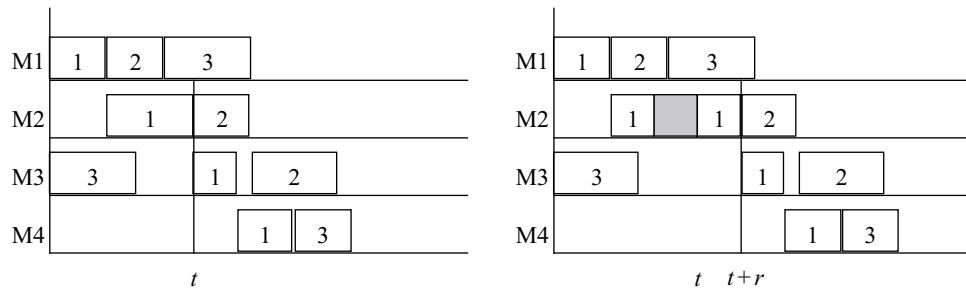 M1 1 2 3
M2 1 2
M3 3 1 2
M4 1 3
t
M1 1 2 3
M2 1 1 2
M3 3 1 2
M4 1 3
t t+r